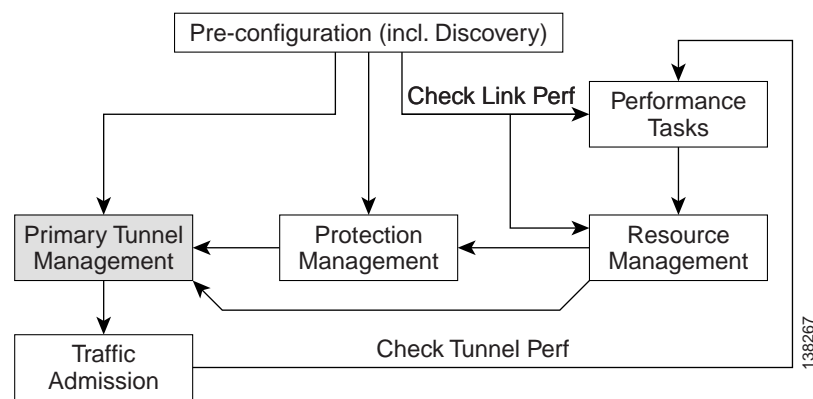 Pre-configuration (incl. Discovery)
Check Link Perf
Performance
Tasks
Primary Tunnel
Management
Protection
Management
Resource
Management
Traffic
Admission
Check Tunnel Perf
138267